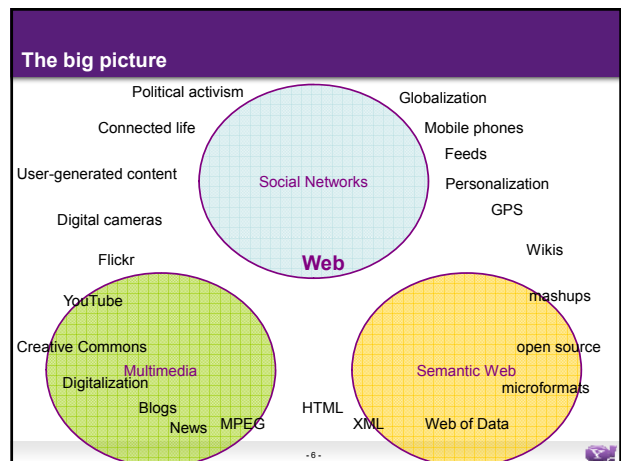 The big picture
Political activism
Globalization
Connected life
Mobile phones
Feeds
User-generated content
Social Networks
Personalization
GPS
Digital cameras
Wikis
Flickr
Web
YouTube
mashups
Creative Commons
open source
Multimedia
Semantic Web
Digitalization
microformats
Blogs
HTML
News
MPEG
XML
Web of Data
- 6 -
Y!